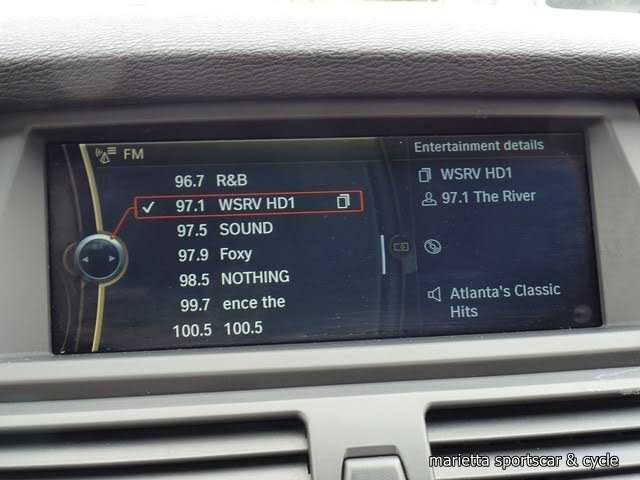 FM
96.7 R&B
97.1 WSRV HD1
97.5 SOUND
97.9 Foxy
98.5 NOTHING
99.7 ence the
100.5 100.5
Entertainment details
WSRV HD1
97.1 The River
Atlanta's Classic
Hits
marietta sportscar & cycle